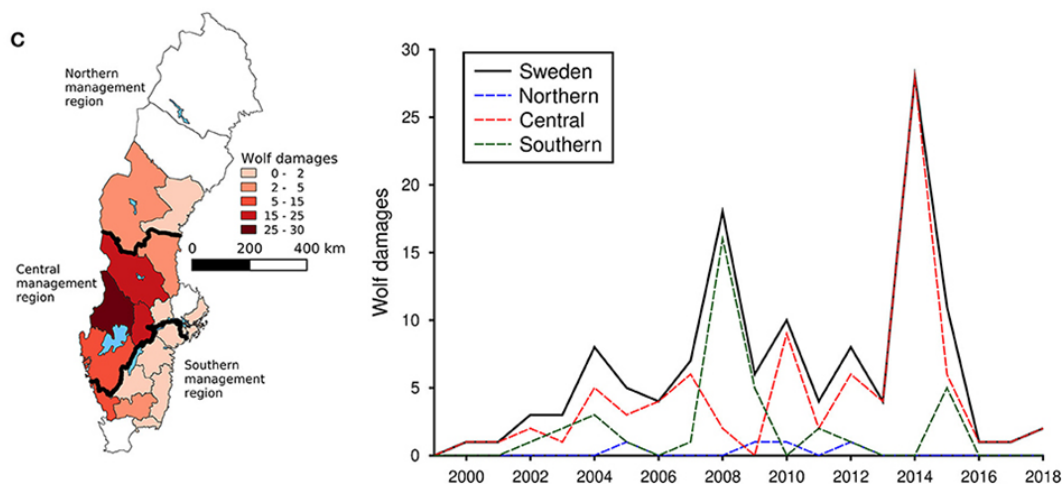 C
Northern
management
region
Wolf damages
0 - 2
2 - 5
5 - 15
15 - 25
25 - 30
0 200 400 km
Central
management
region
Southern
management
region
30
25
20
15
10
5
0
Wolf damages
Sweden
Northern
Central
Southern
2000 2002 2004 2006 2008 2010 2012 2014 2016 2018